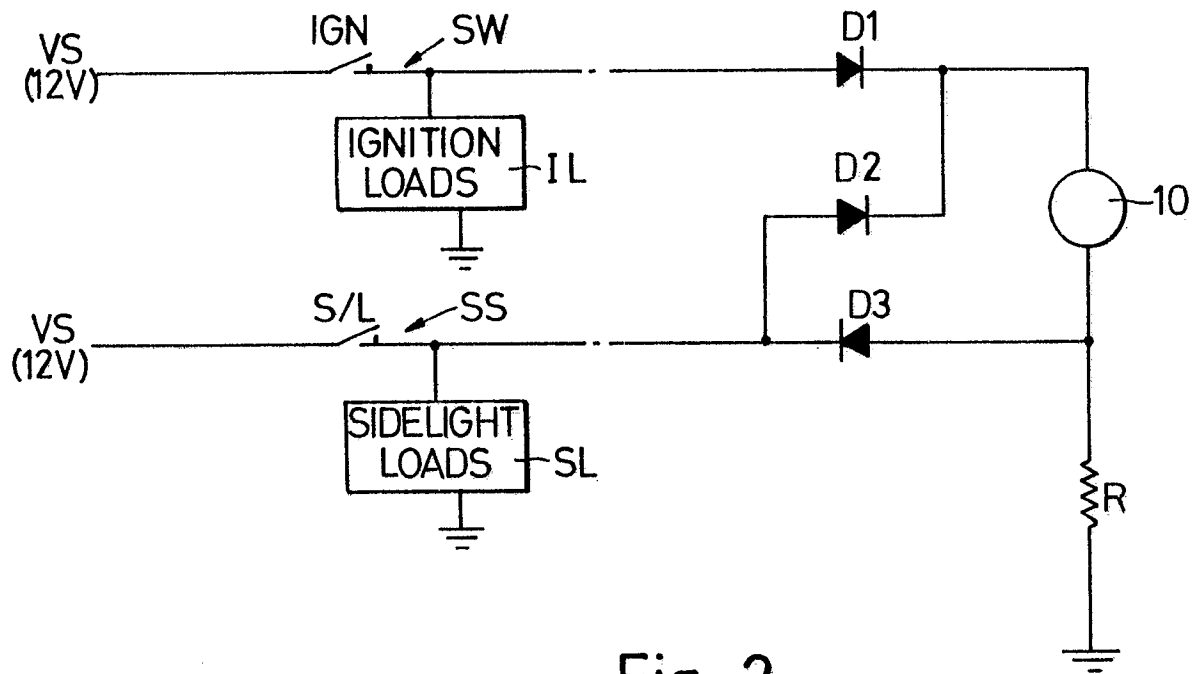 IGN
SW
VS
(12V)
D1
IGNITION
LOADS
IL
D2
10
S/L
SS
VS
(12V)
D3
SIDELIGHT
LOADS
SL
R